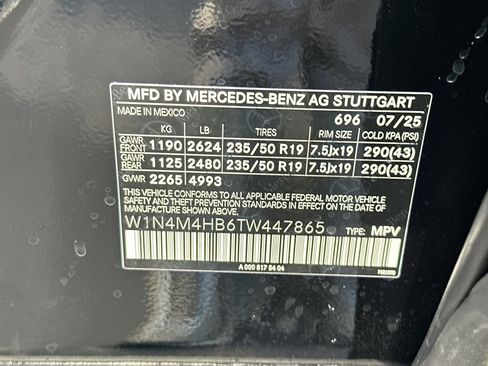 MFD BY MERCEDES-BENZ AG STUTTGART
MADE IN MEXICO 696 07/25
KG LB TIRES RIM SIZE COLD KPA (PSI)
GAWR FRONT 1190 2624 235/50 R19 7.5Jx19 290(43)
GAWR REAR 1125 2480 235/50 R19 7.5Jx19 290(43)
GVWR 2265 4993
THIS VEHICLE CONFORMS TO ALL APPLICABLE FEDERAL MOTOR VEHICLE
SAFETY, BUMPER, AND THEFT PREVENTION STANDARDS IN EFFECT ON THE
DATE OF MANUFACTURE SHOWN ABOVE.
W1N4M4HB6TW447865 TYPE: MPV
A 000 817 54 04